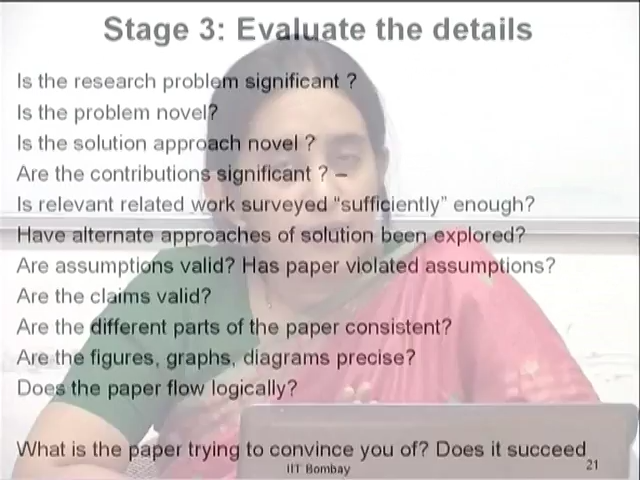 Stage 3: Evaluate the details
Is the research problem significant ?
Is the problem novel?
Is the solution approach novel ?
Are the contributions significant ? –
Is relevant related work surveyed “sufficiently” enough?
Have alternate approaches of solution been explored?
Are assumptions valid? Has paper violated assumptions?
Are the claims valid?
Are the different parts of the paper consistent?
Are the figures, graphs, diagrams precise?
Does the paper flow logically?
What is the paper trying to convince you of? Does it succeed
IIT Bombay
21